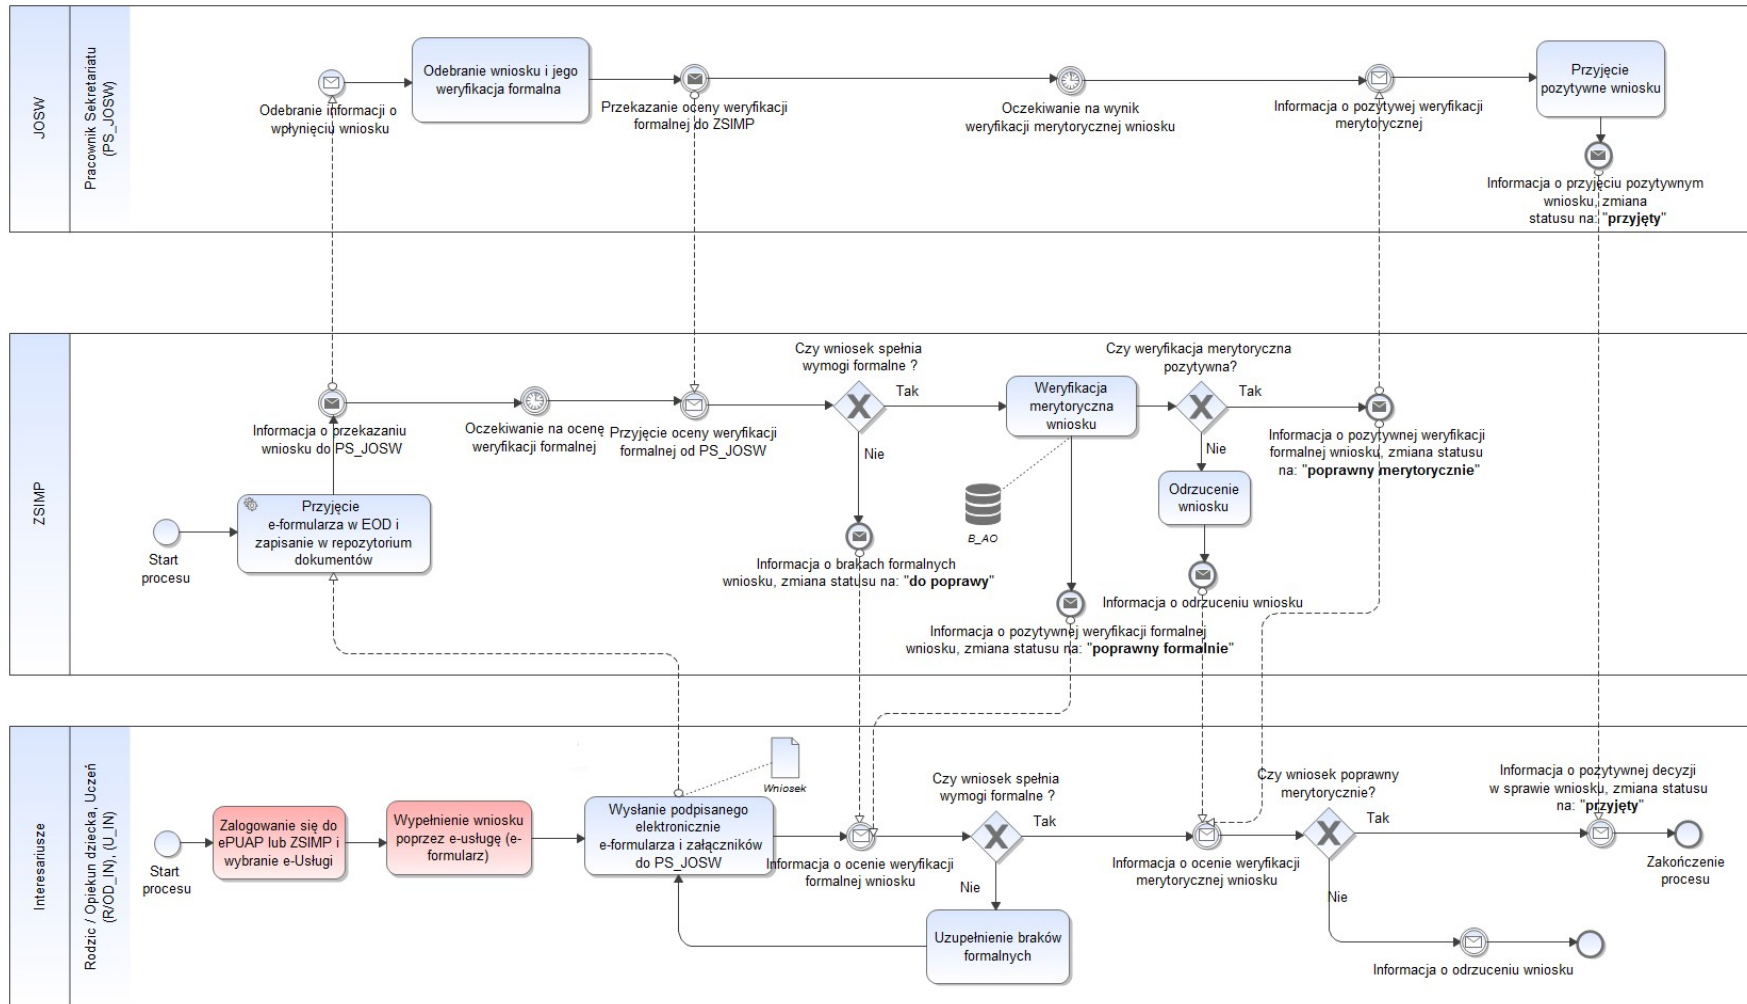 JOSW
Pracownik Sekretariatu
(PS_JOSW)
Odebranie informacji o
wpłynięciu wniosku
Odebranie wniosku i jego
weryfikacja formalna
Przekazanie oceny weryfikacji
formalnej do ZSIMP
Oczekiwanie na wynik
weryfikacji merytorycznej wniosku
Informacja o pozytywej weryfikacji
merytorycznej
Przyjęcie
pozytywne wniosku
Informacja o przyjęciu pozytywnym
wniosku, zmiana
statusu na: "przyjęty"
ZSIMP
Start
procesu
Przyjęcie
e-formularza w EOD i
zapisanie w repozytorium
dokumentów
Informacja o przekazaniu
wniosku do PS_JOSW
Oczekiwanie na ocenę
weryfikacji formalnej
Przyjęcie oceny weryfikacji
formalnej od PS_JOSW
Czy wniosek spełnia
wymogi formalne ?
Tak
Nie
Informacja o brakach formalnych
wniosku, zmiana statusu na: "do poprawy"
Weryfikacja
merytoryczna
wniosku
B_AO
Informacja o pozytywnej weryfikacji formalnej
wniosku, zmiana statusu na: "poprawny formalnie"
Czy weryfikacja merytoryczna
pozytywna?
Tak
Nie
Odrzucenie
wniosku
Informacja o odrzuceniu wniosku
Informacja o pozytywnej weryfikacji
formalnej wniosku, zmiana statusu
na: "poprawny merytorycznie"
Interesariusze
Rodzic / Opiekun dziecka, Uczeń
(R/OD_IN), (U_IN)
Start
procesu
Zalogowanie się do
ePUAP lub ZSIMP i
wybranie e-Usługi
Wypełnienie wniosku
poprzez e-usługę (e-
formularz)
Wysłanie podpisanego
elektronicznie
e-formularza i załączników
do PS_JOSW
Wniosek
Informacja o ocenie weryfikacji
formalnej wniosku
Czy wniosek spełnia
wymogi formalne ?
Tak
Nie
Uzupełnienie braków
formalnych
Informacja o ocenie weryfikacji
merytorycznej wniosku
Czy wniosek poprawny
merytorycznie?
Tak
Nie
Informacja o pozytywnej decyzji
w sprawie wniosku, zmiana statusu
na: "przyjęty"
Zakończenie
procesu
Informacja o odrzuceniu wniosku